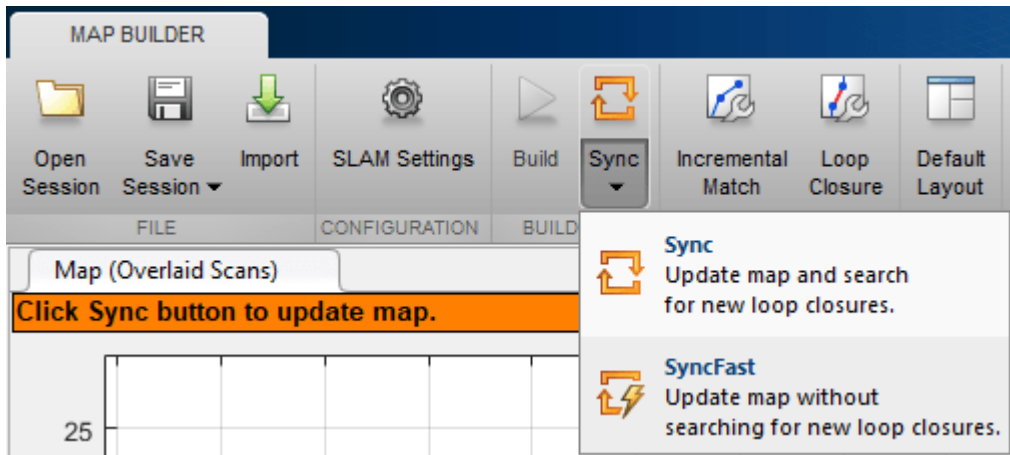 MAP BUILDER
Open Session
Save Session
Import
SLAM Settings
Build
Sync
Incremental Match
Loop Closure
Default Layout
FILE
CONFIGURATION
BUILD
Map (Overlaid Scans)
Click Sync button to update map.
25
Sync
Update map and search
for new loop closures.
SyncFast
Update map without
searching for new loop closures.